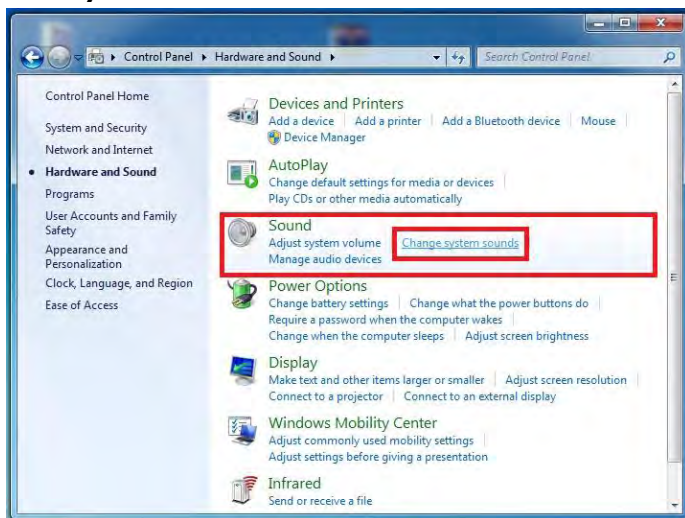 Control Panel Hardware and Sound
Search Control Panel
Control Panel Home
System and Security
Network and Internet
Hardware and Sound
Programs
User Accounts and Family
Safety
Appearance and
Personalization
Clock, Language, and Region
Ease of Access
Devices and Printers
Add a device Add a printer Add a Bluetooth device Mouse
Device Manager
AutoPlay
Change default settings for media or devices
Play CDs or other media automatically
Sound
Adjust system volume Change system sounds
Manage audio devices
Power Options
Change battery settings Change what the power buttons do
Require a password when the computer wakes
Change when the computer sleeps Adjust screen brightness
Display
Make text and other items larger or smaller Adjust screen resolution
Connect to a projector Connect to an external display
Windows Mobility Center
Adjust commonly used mobility settings
Adjust settings before giving a presentation
Infrared
Send or receive a file